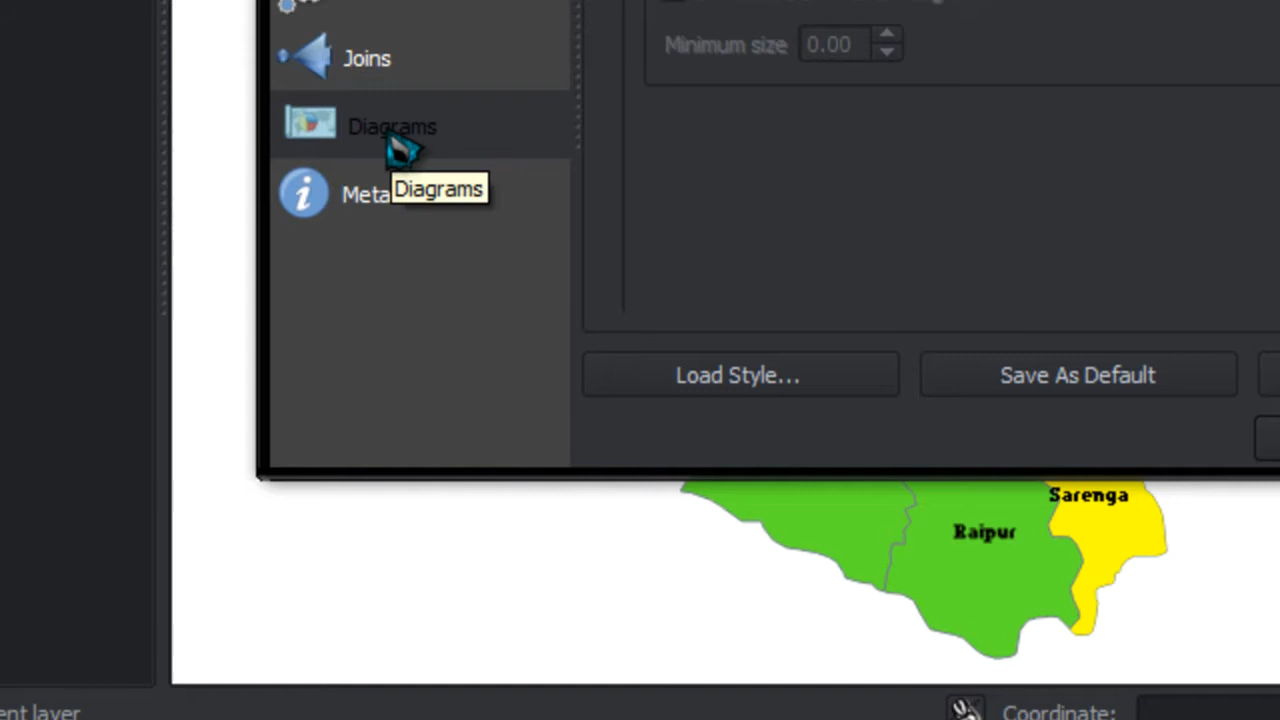 Minimum size 0.00
Joins
Diagrams
Meta
Diagrams
Load Style...
Save As Default
Sarenga
Raipur
ent layer
Coordinate: